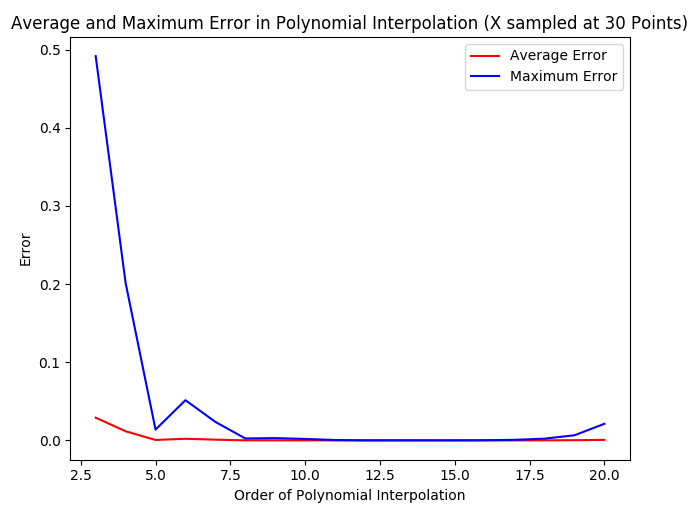 Average and Maximum Error in Polynomial Interpolation (X sampled at 30 Points)
Average Error
Maximum Error
0.5
0.4
0.3
0.2
0.1
0.0
Error
2.5 5.0 7.5 10.0 12.5 15.0 17.5 20.0
Order of Polynomial Interpolation